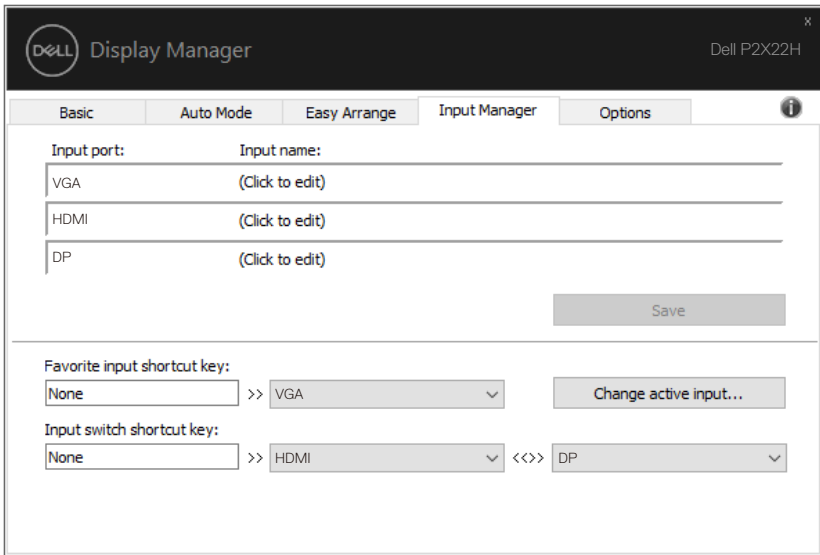 x
DELL Display Manager Dell P2X22H
Basic Auto Mode Easy Arrange Input Manager Options i
Input port: Input name:
VGA (Click to edit)
HDMI (Click to edit)
DP (Click to edit)
Save
Favorite input shortcut key:
None >> VGA Change active input...
Input switch shortcut key:
None >> HDMI <<>> DP